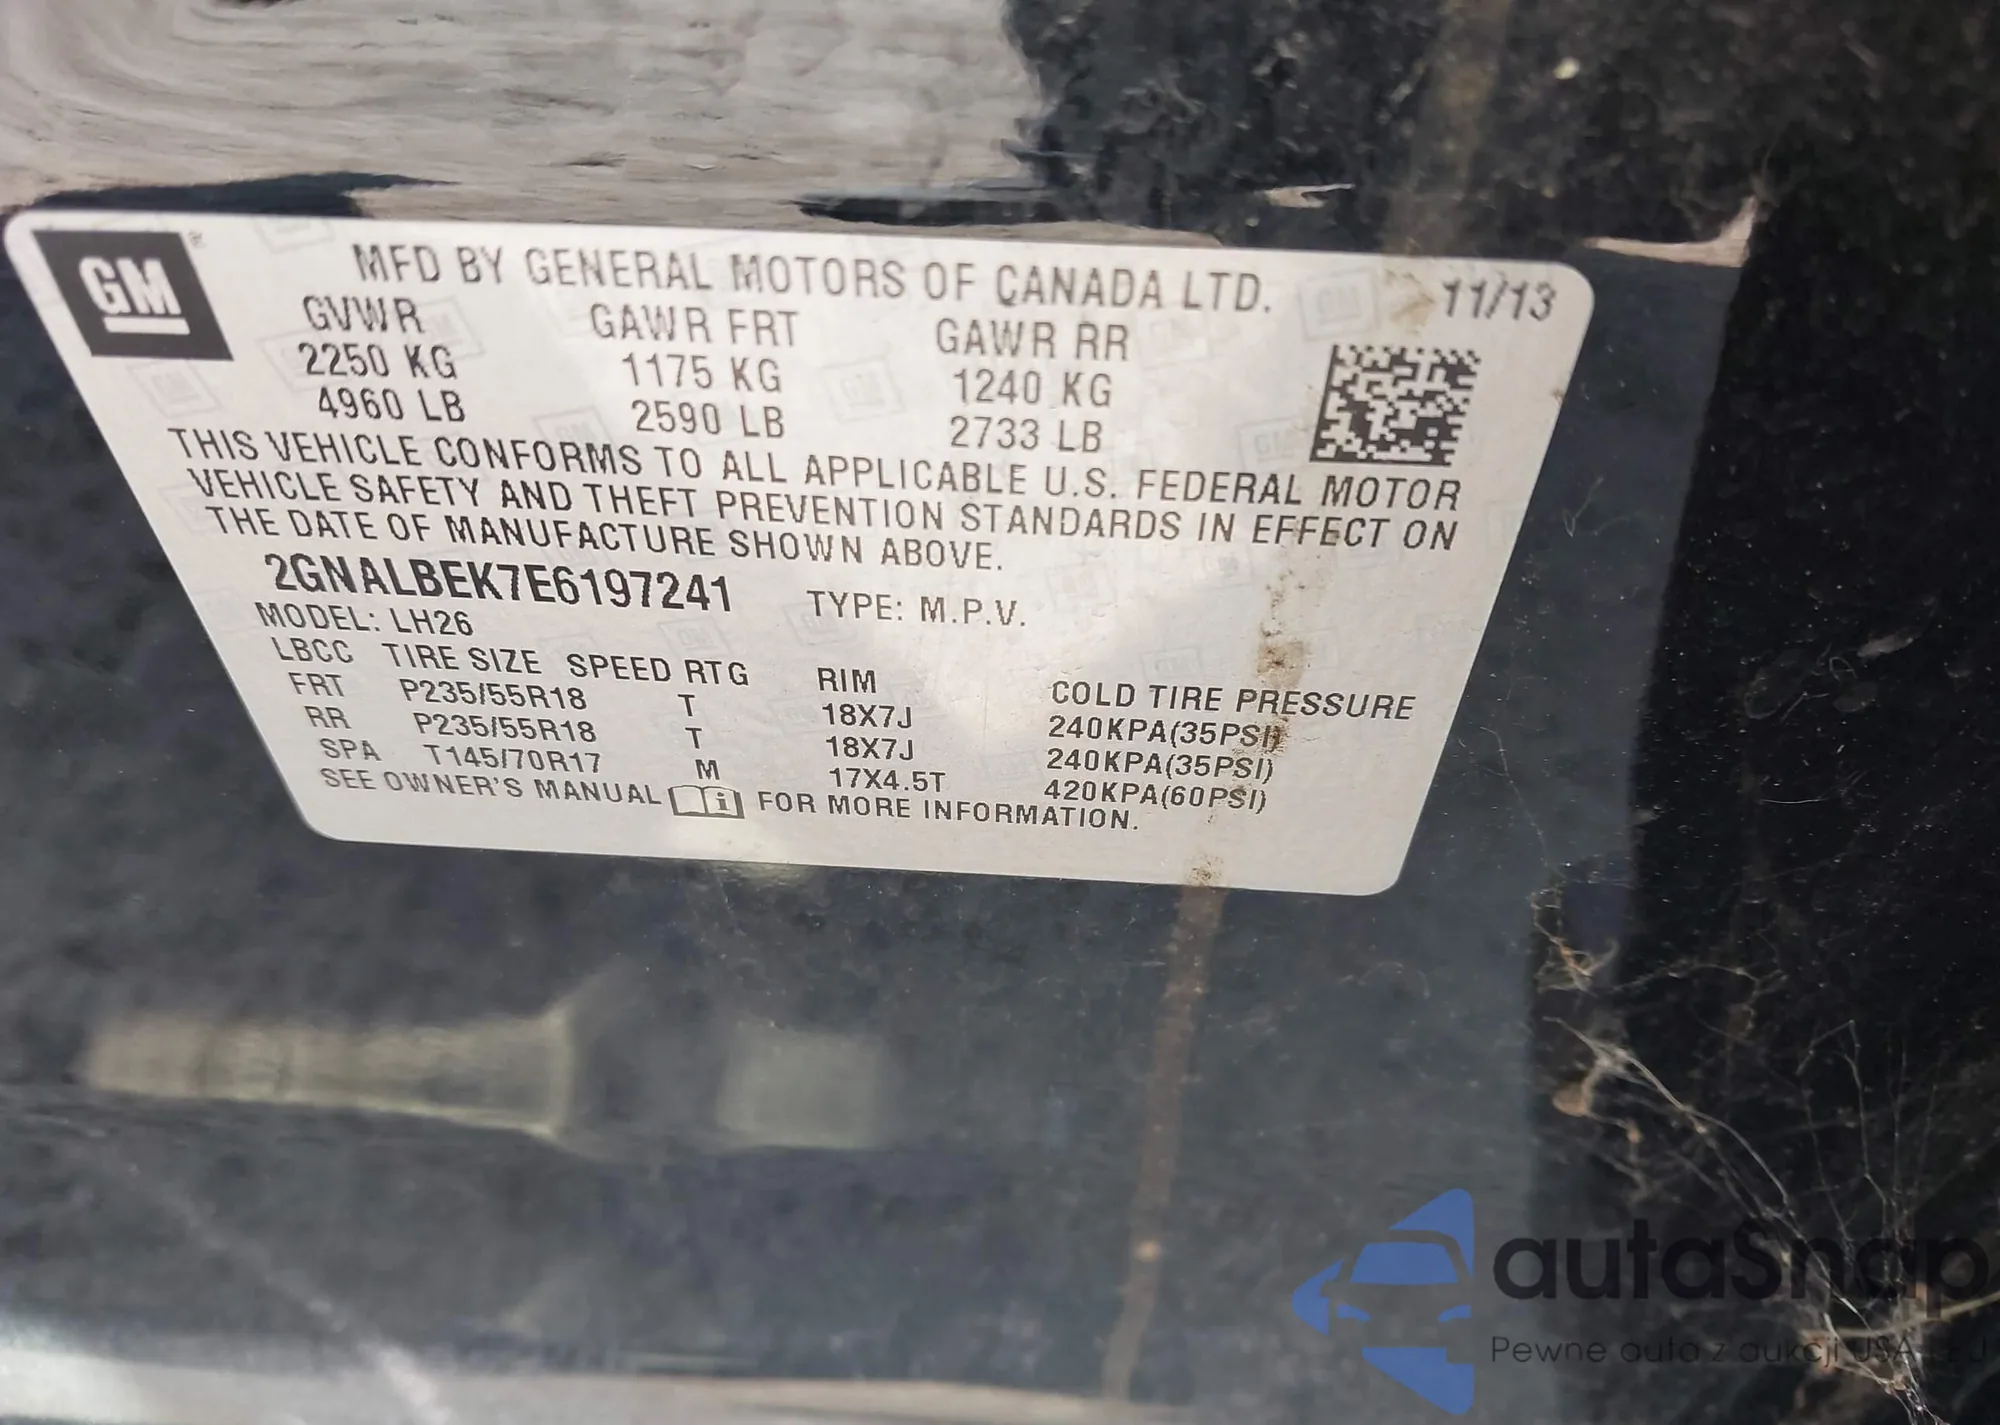 GM
MFD BY GENERAL MOTORS OF CANADA LTD. 11/13
GVWR GAWR FRT GAWR RR
2250 KG 1175 KG 1240 KG
4960 LB 2590 LB 2733 LB
THIS VEHICLE CONFORMS TO ALL APPLICABLE U.S. FEDERAL MOTOR
VEHICLE SAFETY AND THEFT PREVENTION STANDARDS IN EFFECT ON
THE DATE OF MANUFACTURE SHOWN ABOVE.
2GNALBEK7E6197241 TYPE: M.P.V.
MODEL: LH26
LBCC TIRE SIZE SPEED RTG RIM COLD TIRE PRESSURE
FRT P235/55R18 T 18X7J 240KPA(35PSI)
RR P235/55R18 T 18X7J 240KPA(35PSI)
SPA T145/70R17 M 17X4.5T 420KPA(60PSI)
SEE OWNER'S MANUAL i FOR MORE INFORMATION.
autaSnap
Pewne auta z aukcji USA i EU